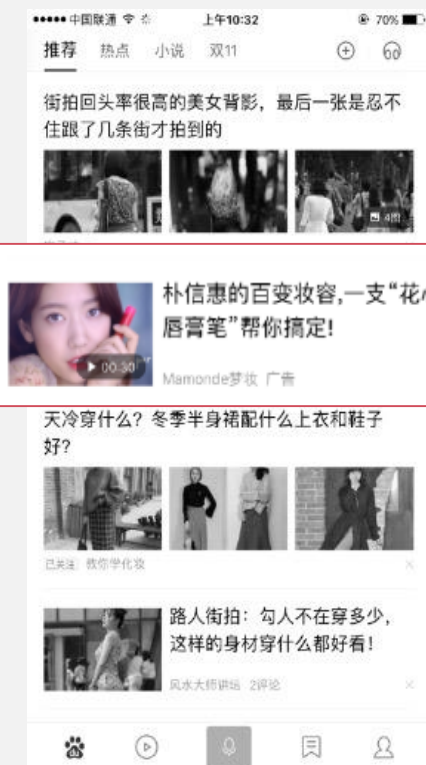 中国联通 上午10:32 70%
推荐 热点 小说 双11
街拍回头率很高的美女背影，最后一张是忍不
住跟了几条街才拍到的
4图
朴信惠的百变妆容,一支“花心
唇膏笔”帮你搞定!
00:30
Mamonde梦妆 广告
天冷穿什么？冬季半身裙配什么上衣和鞋子
好？
已关注 教你学化妆
路人街拍：勾人不在穿多少，
这样的身材穿什么都好看！
风水大师讲坛 2评论
du